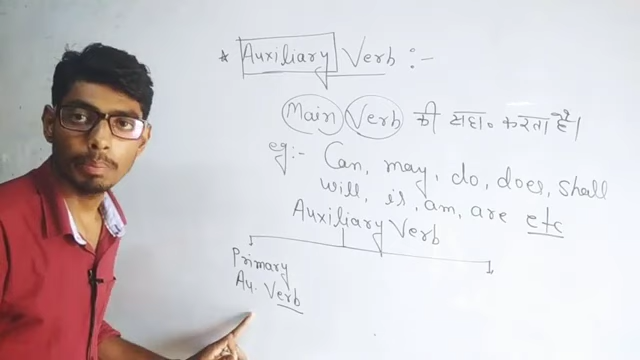 * Auxiliary Verb :-
Main Verb की सहा॰ करता है।
eg:- Can, may, do, does, shall
will, is, am, are etc
Auxiliary Verb
Primary
Au. Verb